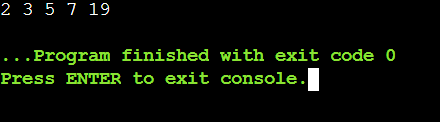 2 3 5 7 19
...Program finished with exit code 0
Press ENTER to exit console.